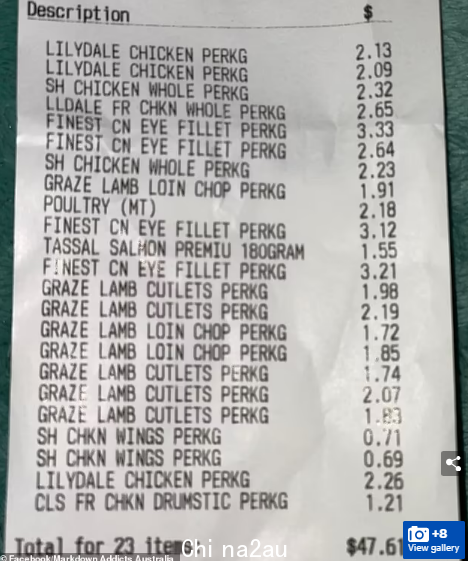 Description $
LILYDALE CHICKEN PERKG 2.13
LILYDALE CHICKEN PERKG 2.09
SH CHICKEN WHOLE PERKG 2.32
LLDALE FR CHKN WHOLE PERKG 2.65
FINEST CN EYE FILLET PERKG 3.33
FINEST CN EYE FILLET PERKG 2.64
SH CHICKEN WHOLE PERKG 2.23
GRAZE LAMB LOIN CHOP PERKG 1.91
POULTRY (MT) 2.18
FINEST CN EYE FILLET PERKG 3.12
TASSAL SALMON PREMIU 180GRAM 1.55
FINEST CN EYE FILLET PERKG 3.21
GRAZE LAMB CUTLETS PERKG 1.98
GRAZE LAMB CUTLETS PERKG 2.19
GRAZE LAMB LOIN CHOP PERKG 1.72
GRAZE LAMB LOIN CHOP PERKG 1.85
GRAZE LAMB CUTLETS PERKG 1.74
GRAZE LAMB CUTLETS PERKG 2.07
GRAZE LAMB CUTLETS PERKG 1.83
SH CHKN WINGS PERKG 0.71
SH CHKN WINGS PERKG 0.69
LILYDALE CHICKEN PERKG 2.26
CLS FR CHKN DRUMSTIC PERKG 1.21
Total for 23 items $47.61
Chi na2au
+8
View gallery
© Facebook Markdown Addicts Australia